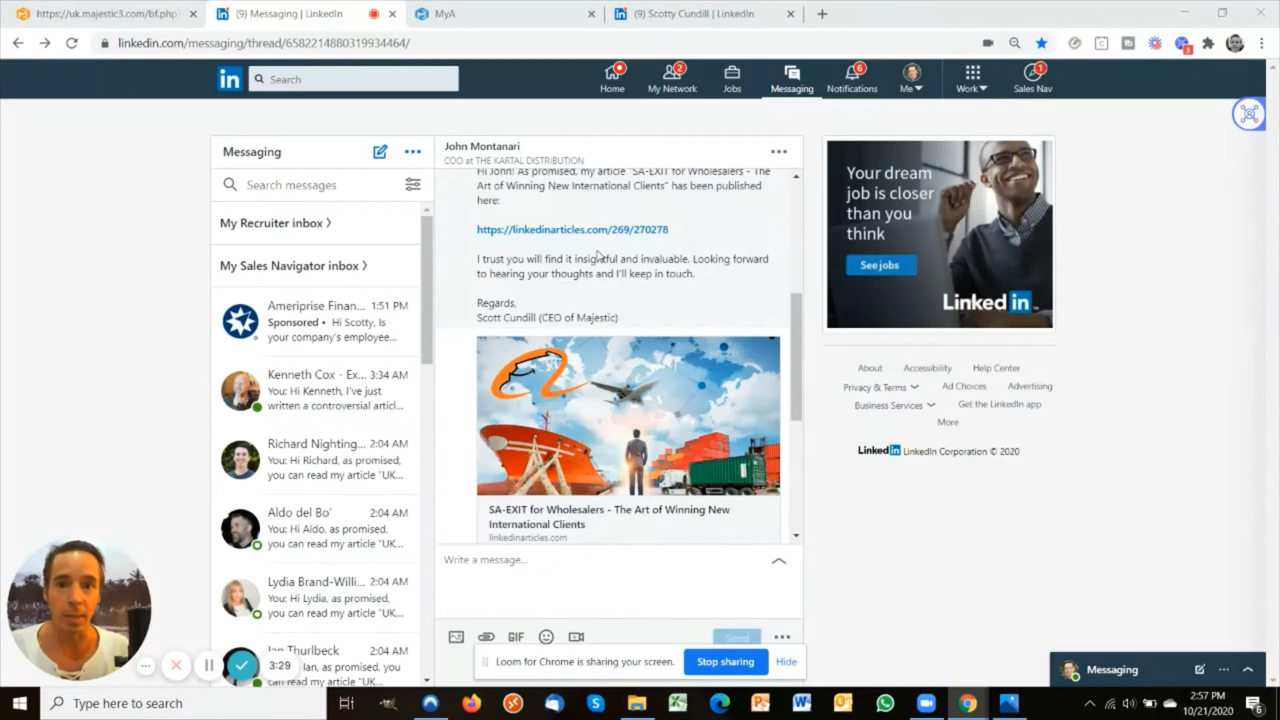 https://uk.majestic3.com/bf.php?
(9) Messaging | LinkedIn
MyA
(9) Scotty Cundill | LinkedIn
linkedin.com/messaging/thread/6582214880319934464/
3
in
Search
Home
2
My Network
Jobs
Messaging
6
Notifications
Me
Work
1
Sales Nav
Messaging
Search messages
My Recruiter inbox
My Sales Navigator inbox
Ameriprise Finan... 1:51 PM
Sponsored • Hi Scotty, Is
your company's employee...
Kenneth Cox - Ex... 3:34 AM
You: Hi Kenneth, I've just
written a controversial articl...
Richard Nighting... 2:04 AM
You: Hi Richard, as promised,
you can read my article "UK...
Aldo del Bo' 2:04 AM
You: Hi Aldo, as promised,
you can read my article "UK...
Lydia Brand-Willi... 2:04 AM
You: Hi Lydia, as promised,
you can read my article "UK...
Ian Thurlbeck 2:04 AM
Ian, as promised,
you can read my article "UK...
John Montanari
COO at THE KARTAL DISTRIBUTION
Hi John! As promised, my article "SA-EXIT for Wholesalers - The
Art of Winning New International Clients" has been published
here:
https://linkedinarticles.com/269/270278
I trust you will find it insightful and invaluable. Looking forward
to hearing your thoughts and I'll keep in touch.
Regards,
Scott Cundill (CEO of Majestic)
SA-EXIT for Wholesalers - The Art of Winning New
International Clients
linkedinarticles.com
Write a message...
GIF
Send
Your dream
job is closer
than you
think
See jobs
Linked in
About
Accessibility
Help Center
Privacy & Terms
Ad Choices
Advertising
Business Services
Get the LinkedIn app
More
Linked in LinkedIn Corporation © 2020
3:29
Loom for Chrome is sharing your screen.
Stop sharing
Hide
Messaging
Type here to search
2:57 PM
10/21/2020
6